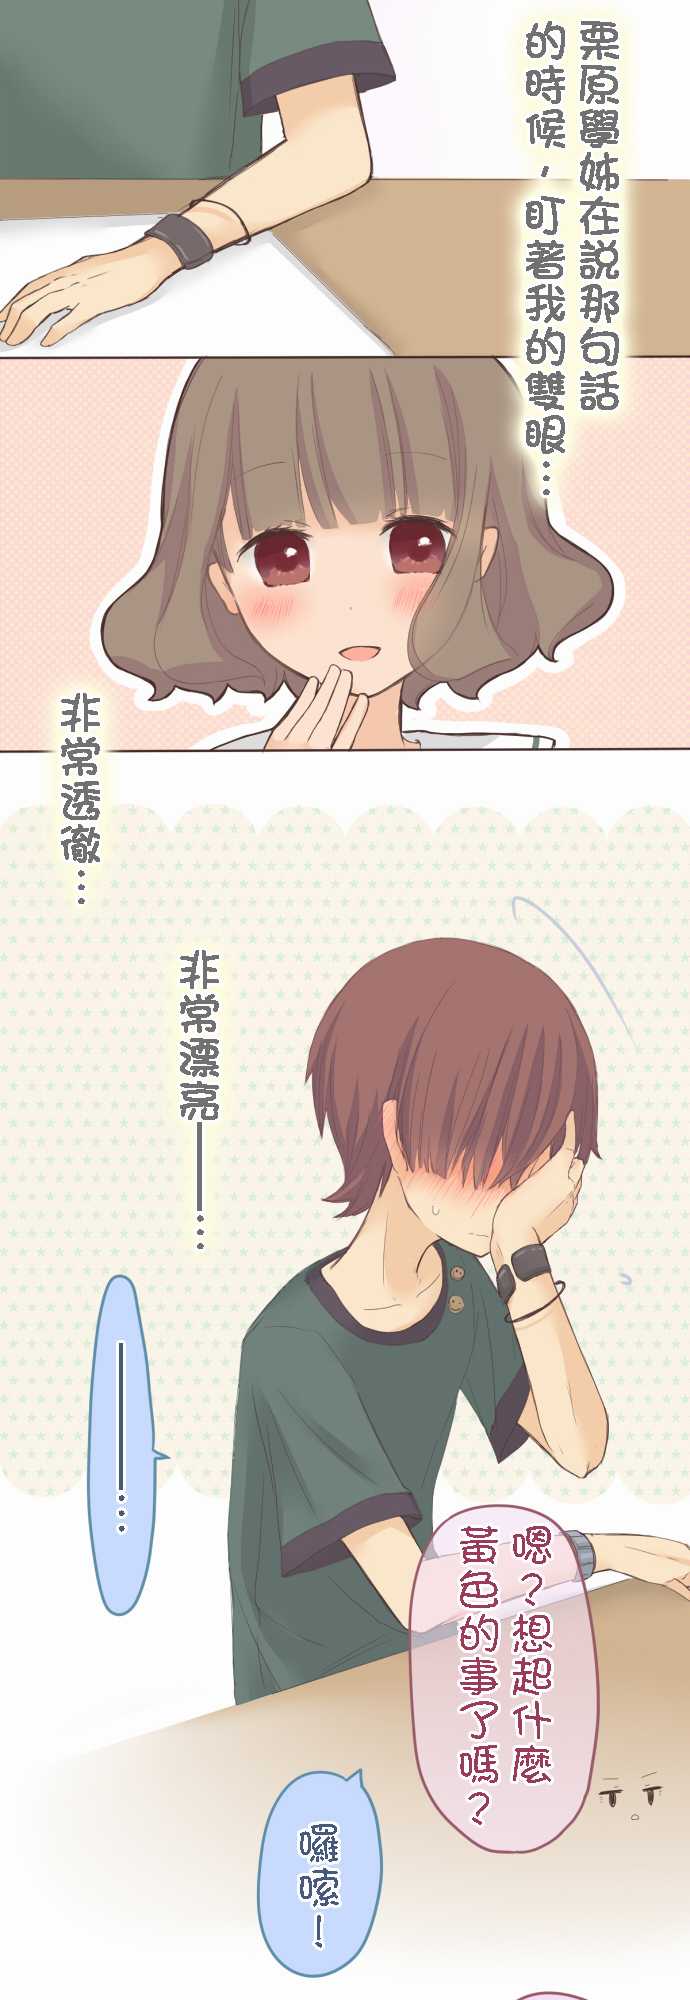 栗原學姊在說那句話
的時候，盯著我的雙眼…
非常透徹…
非常漂亮——…
——…
嗯？想起什麼
黃色的事了嗎？
囉嗦！